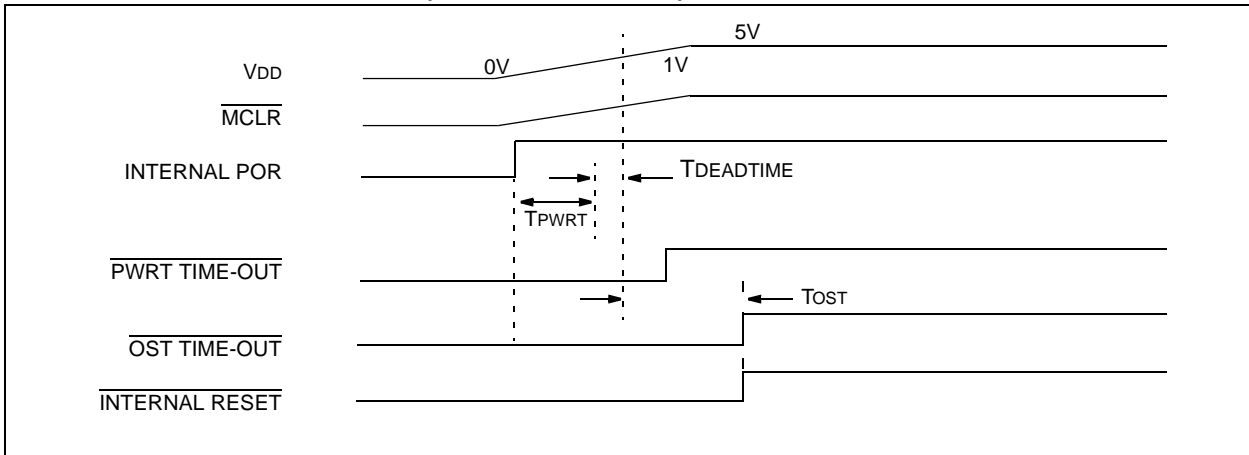 5V
VDD
0V
1V
MCLR
INTERNAL POR
TDEADTIME
TPWRT
PWRT TIME-OUT
TOST
OST TIME-OUT
INTERNAL RESET